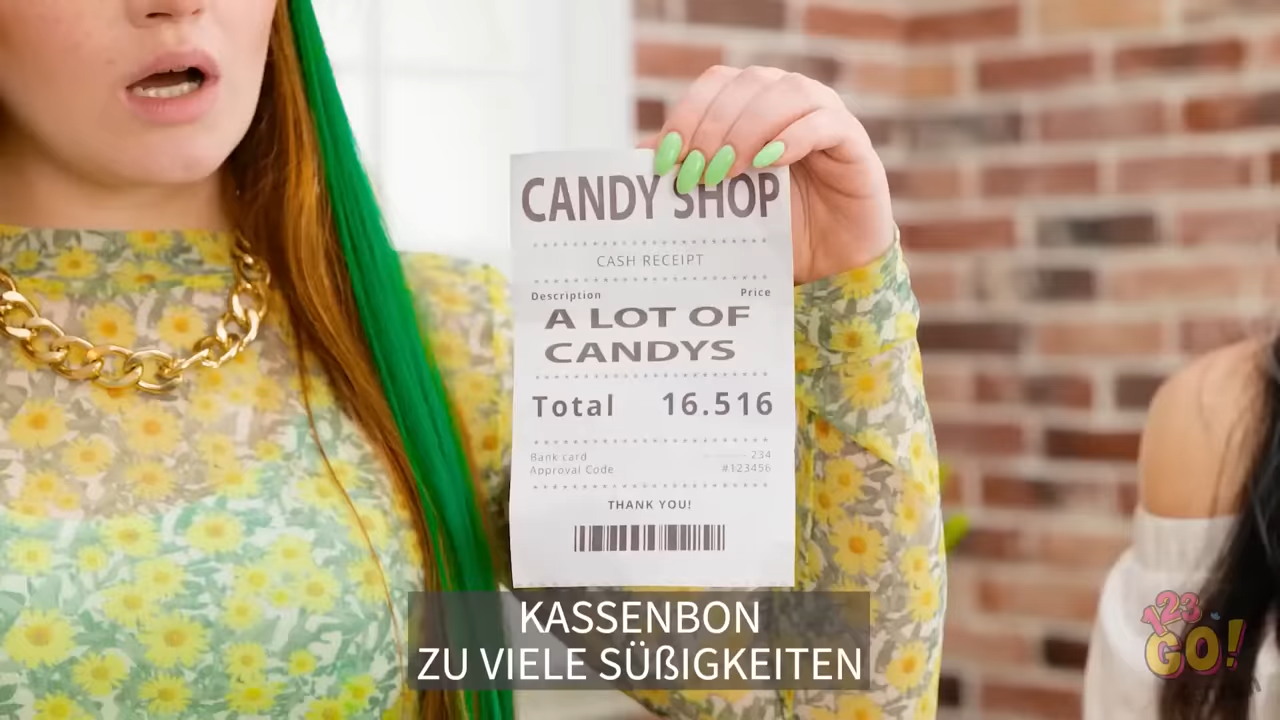 CANDY SHOP
CASH RECEIPT
Description Price
A LOT OF
CANDYS
Total 16.516
Bank card 234
Approval Code #123456
THANK YOU!
KASSENBON
ZU VIELE SÜßIGKEITEN
123
GO!